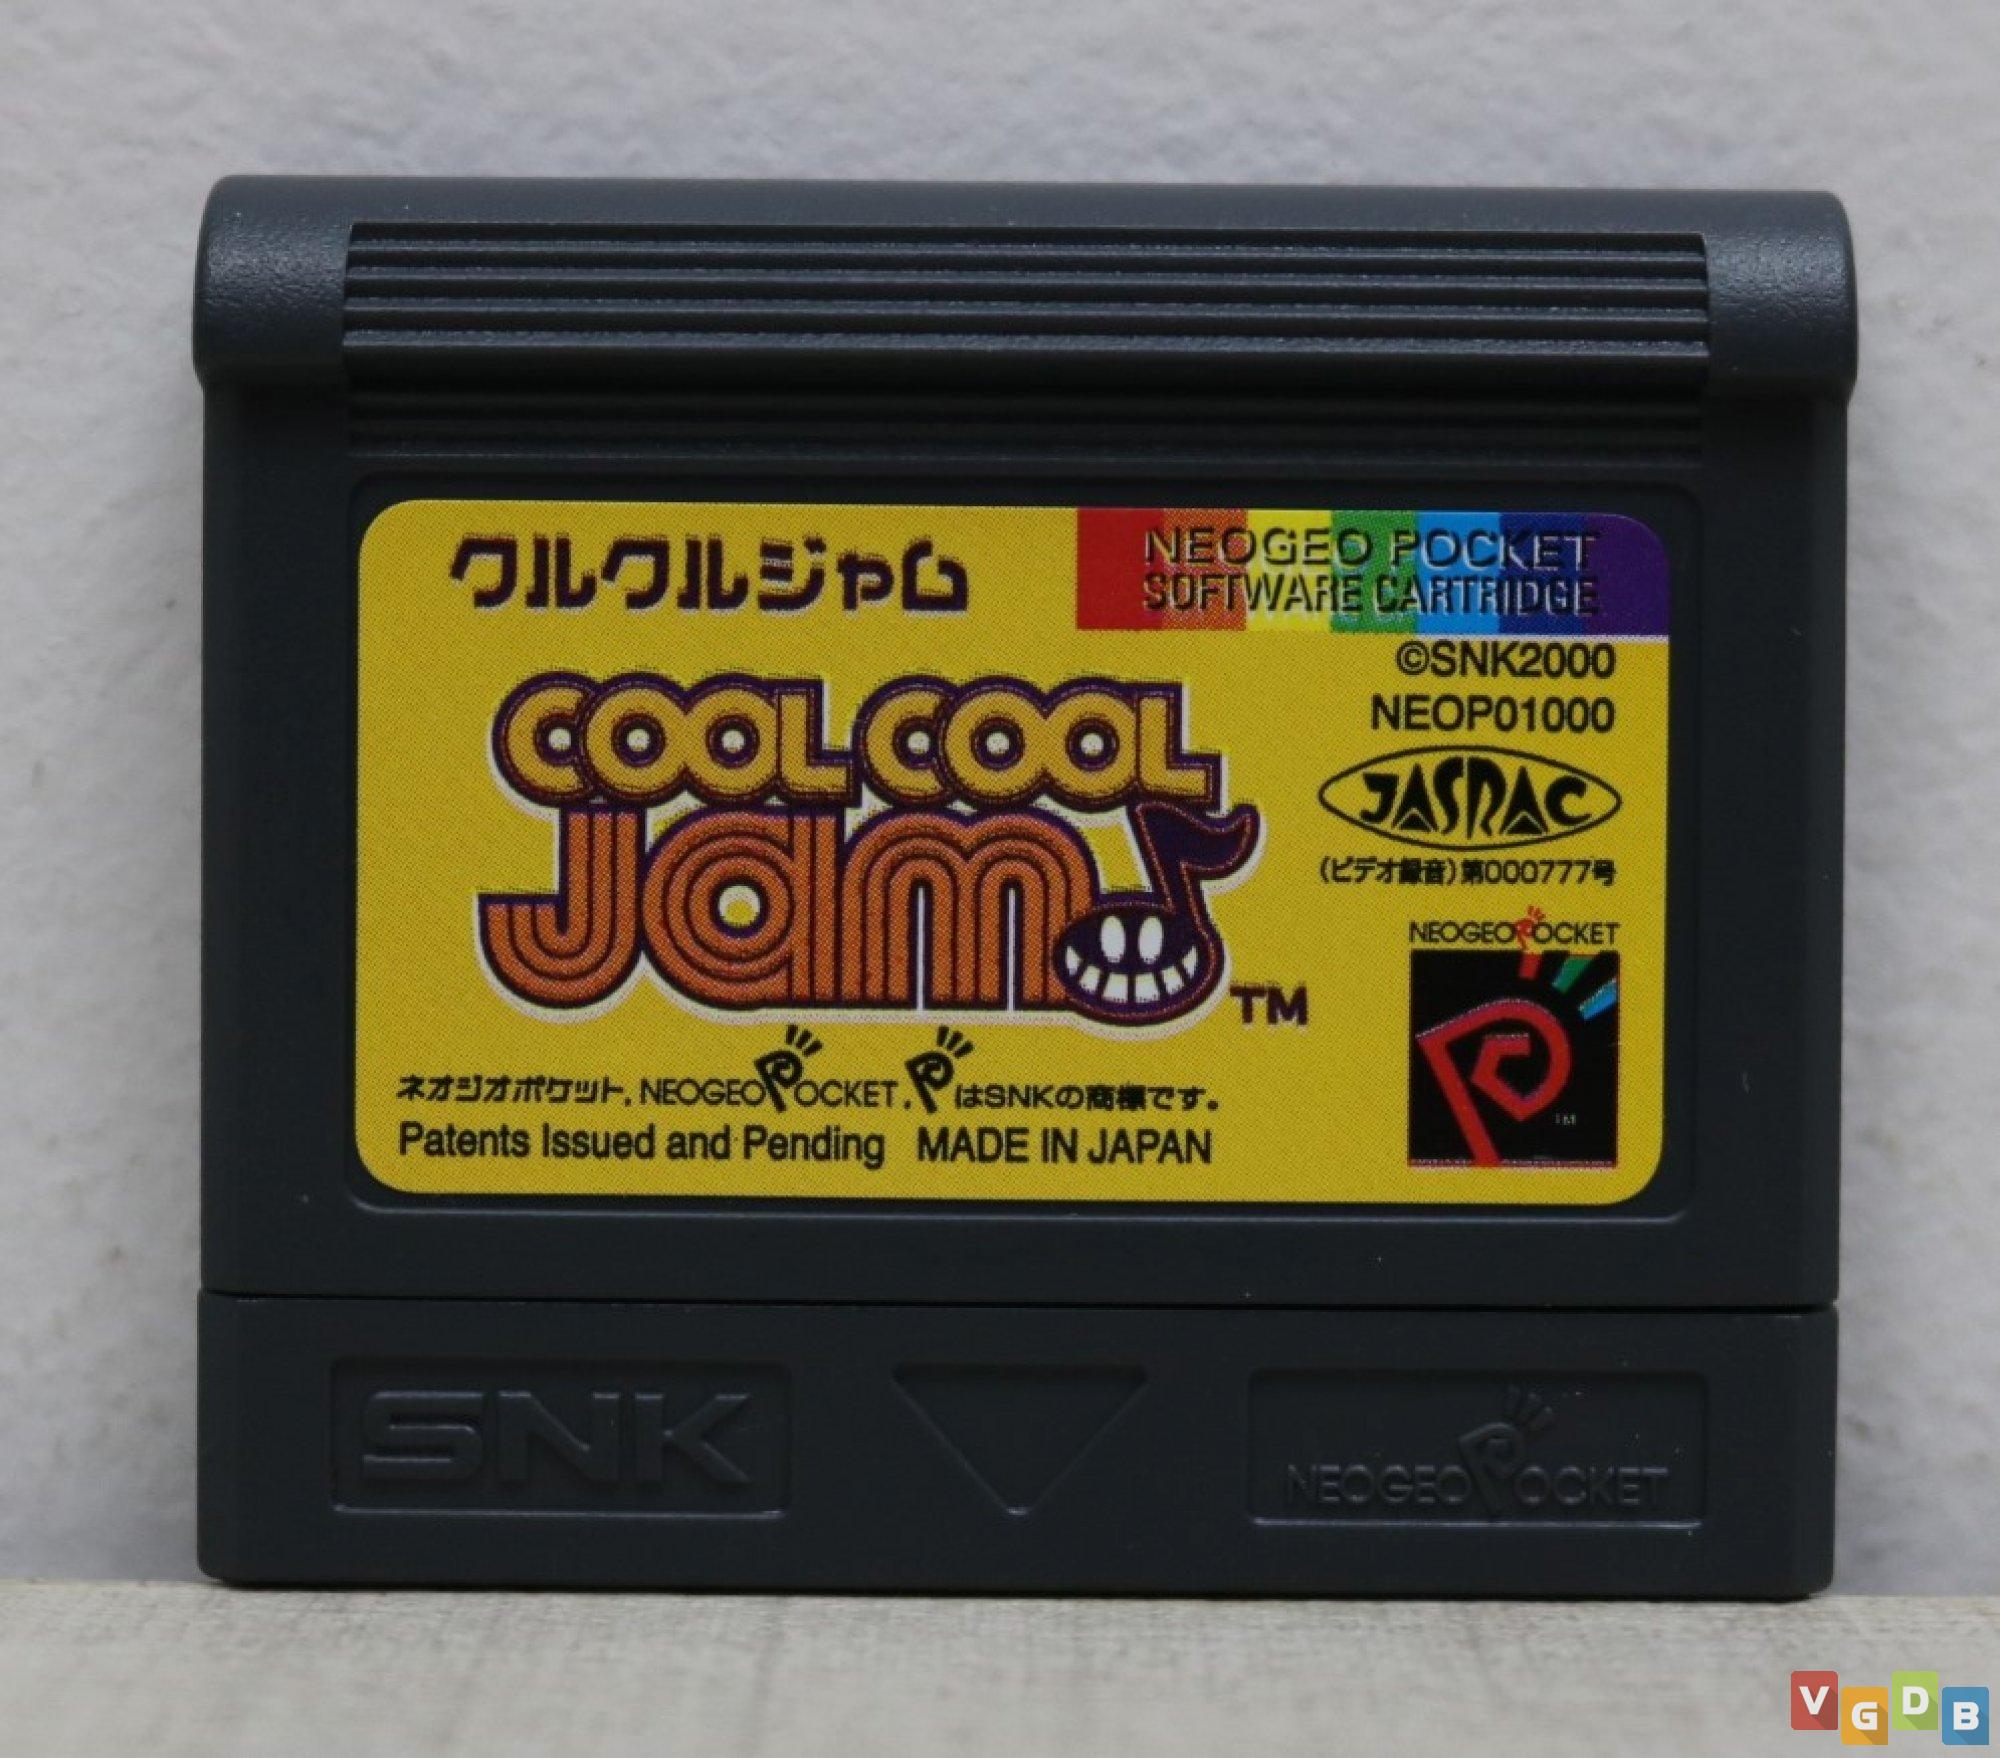 クルクルジャム
NEOGEO POCKET
SOFTWARE CARTRIDGE
©SNK2000
NEOP01000
COOL COOL
Jam
TM
JASRAC
(ビデオ録音)第000777号
NEOGEO POCKET
TM
ネオジオポケット, NEOGEO POCKET, PはSNKの商標です。
Patents Issued and Pending MADE IN JAPAN
SNK
NEOGEO POCKET
VGDB